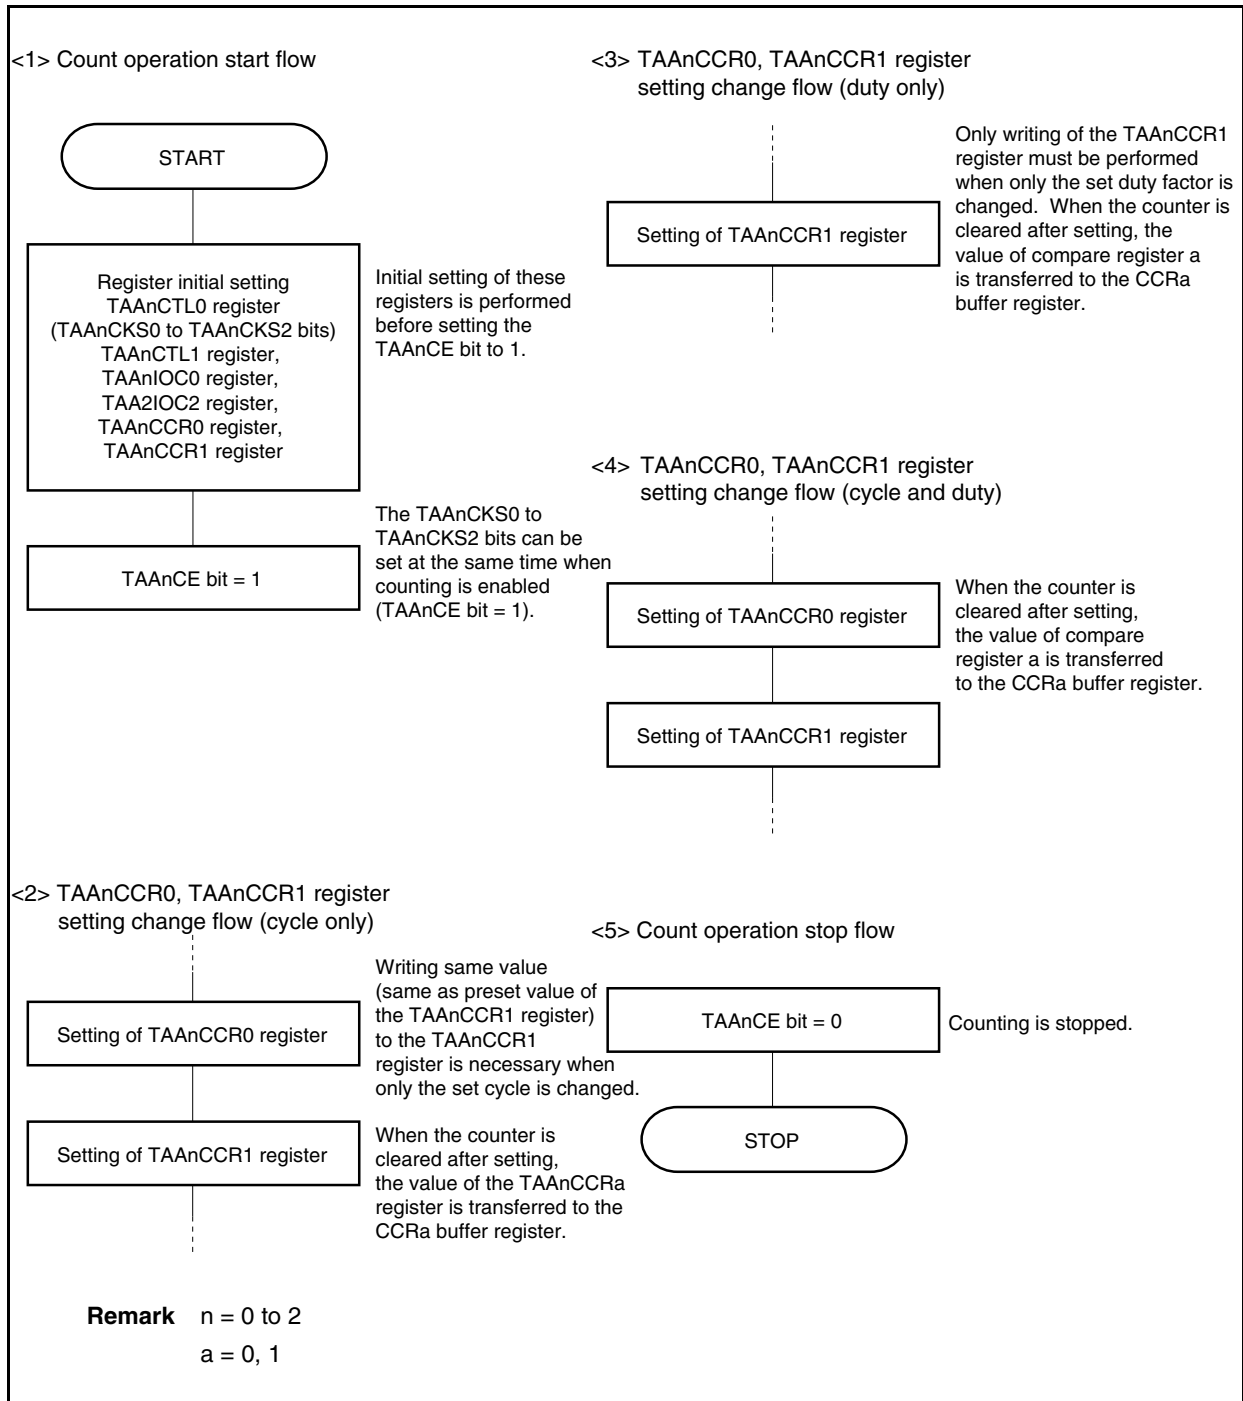 <1> Count operation start flow
START
Register initial setting
TAAnCTL0 register
(TAAnCKS0 to TAAnCKS2 bits)
TAAnCTL1 register,
TAAnIOC0 register,
TAA2IOC2 register,
TAAnCCR0 register,
TAAnCCR1 register
Initial setting of these
registers is performed
before setting the
TAAnCE bit to 1.
TAAnCE bit = 1
The TAAnCKS0 to
TAAnCKS2 bits can be
set at the same time when
counting is enabled
(TAAnCE bit = 1).
<2> TAAnCCR0, TAAnCCR1 register
setting change flow (cycle only)
Setting of TAAnCCR0 register
Writing same value
(same as preset value of
the TAAnCCR1 register)
to the TAAnCCR1
register is necessary when
only the set cycle is changed.
Setting of TAAnCCR1 register
When the counter is
cleared after setting,
the value of the TAAnCCRa
register is transferred to the
CCRa buffer register.
<3> TAAnCCR0, TAAnCCR1 register
setting change flow (duty only)
Setting of TAAnCCR1 register
Only writing of the TAAnCCR1
register must be performed
when only the set duty factor is
changed. When the counter is
cleared after setting, the
value of compare register a
is transferred to the CCRa
buffer register.
<4> TAAnCCR0, TAAnCCR1 register
setting change flow (cycle and duty)
Setting of TAAnCCR0 register
When the counter is
cleared after setting,
the value of compare
register a is transferred
to the CCRa buffer register.
Setting of TAAnCCR1 register
<5> Count operation stop flow
TAAnCE bit = 0
Counting is stopped.
STOP
Remark n = 0 to 2
a = 0, 1